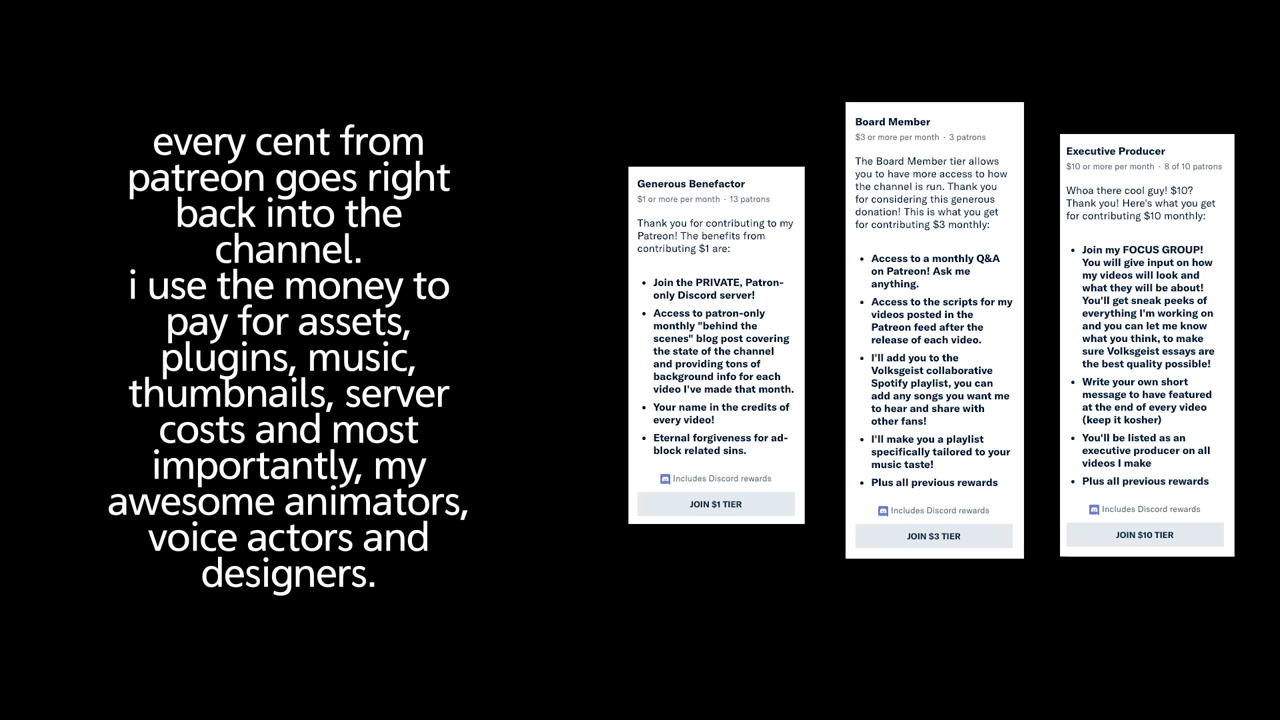 every cent from
patreon goes right
back into the
channel.
i use the money to
pay for assets,
plugins, music,
thumbnails, server
costs and most
importantly, my
awesome animators,
voice actors and
designers.
Generous Benefactor
$1 or more per month · 13 patrons
Thank you for contributing to my
Patreon! The benefits from
contributing $1 are:
• Join the PRIVATE, Patron-
only Discord server!
• Access to patron-only
monthly "behind the
scenes" blog post covering
the state of the channel
and providing tons of
background info for each
video I've made that month.
• Your name in the credits of
every video!
• Eternal forgiveness for ad-
block related sins.
Includes Discord rewards
JOIN $1 TIER
Board Member
$3 or more per month · 3 patrons
The Board Member tier allows
you to have more access to how
the channel is run. Thank you
for considering this generous
donation! This is what you get
for contributing $3 monthly:
• Access to a monthly Q&A
on Patreon! Ask me
anything.
• Access to the scripts for my
videos posted in the
Patreon feed after the
release of each video.
• I'll add you to the
Volksgeist collaborative
Spotify playlist, you can
add any songs you want me
to hear and share with
other fans!
• I'll make you a playlist
specifically tailored to your
music taste!
• Plus all previous rewards
Includes Discord rewards
JOIN $3 TIER
Executive Producer
$10 or more per month · 8 of 10 patrons
Whoa there cool guy! $10?
Thank you! Here's what you get
for contributing $10 monthly:
• Join my FOCUS GROUP!
You will give input on how
my videos will look and
what they will be about!
You'll get sneak peeks of
everything I'm working on
and you can let me know
what you think, to make
sure Volksgeist essays are
the best quality possible!
• Write your own short
message to have featured
at the end of every video
(keep it kosher)
• You'll be listed as an
executive producer on all
videos I make
• Plus all previous rewards
Includes Discord rewards
JOIN $10 TIER